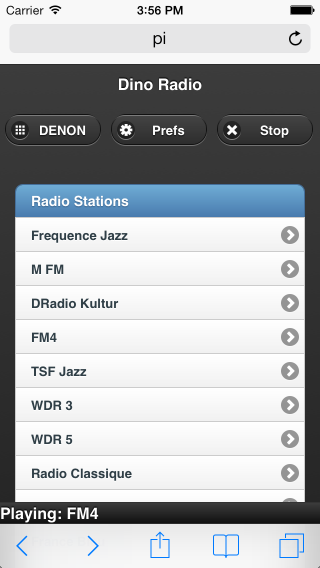 Carrier 3:56 PM
pi
Dino Radio
DENON Prefs Stop
Radio Stations
Frequence Jazz
M FM
DRadio Kultur
FM4
TSF Jazz
WDR 3
WDR 5
Radio Classique
Playing: FM4